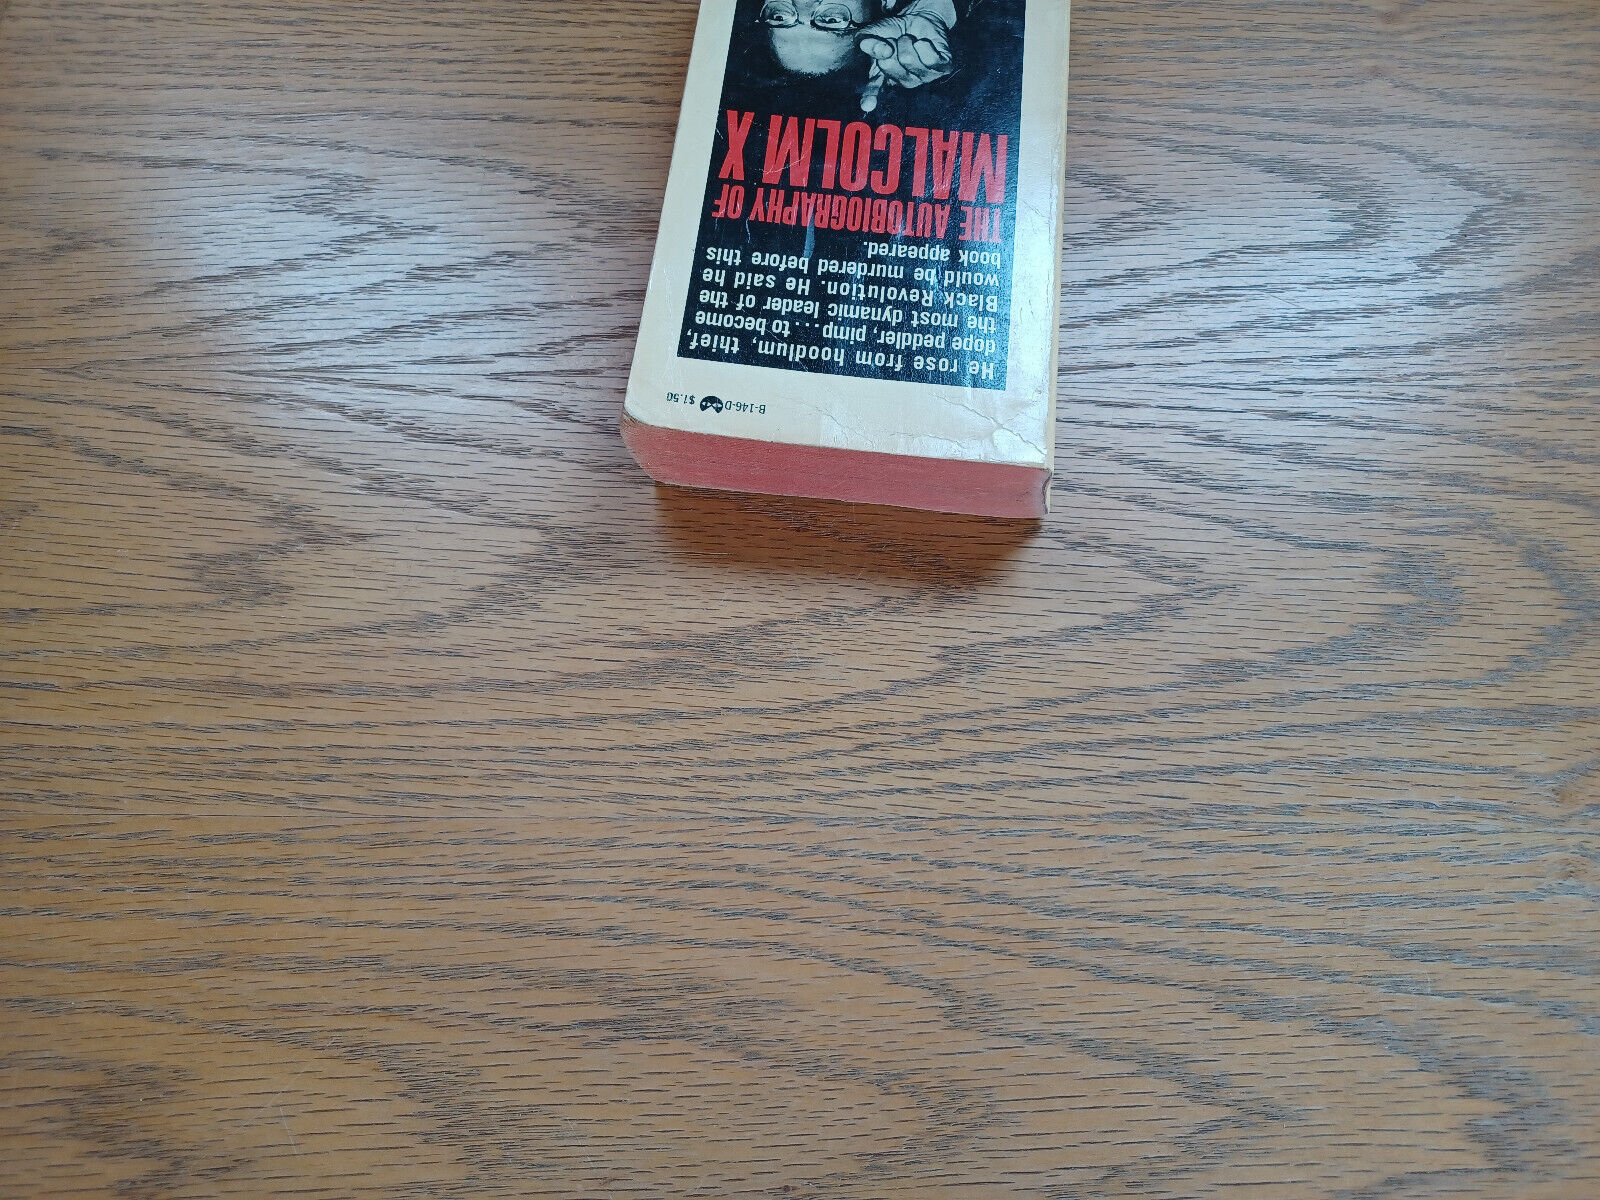 B-146-D $1.50
He rose from hoodlum, thief,
dope peddler, pimp... to become
the most dynamic leader of the
Black Revolution. He said he
would be murdered before this
book appeared.
THE AUTOBIOGRAPHY OF
MALCOLM X